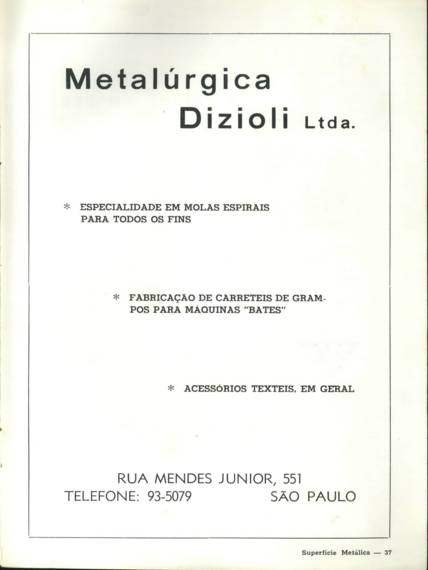 Metalúrgica
Dizioli Ltda.
* ESPECIALIDADE EM MOLAS ESPIRAIS
PARA TODOS OS FINS
* FABRICAÇÃO DE CARRETEIS DE GRAM-
POS PARA MÁQUINAS "BATES"
* ACESSÓRIOS TEXTEIS, EM GERAL
RUA MENDES JUNIOR, 551
TELEFONE: 93-5079 SÃO PAULO
Superfície Metálica — 37